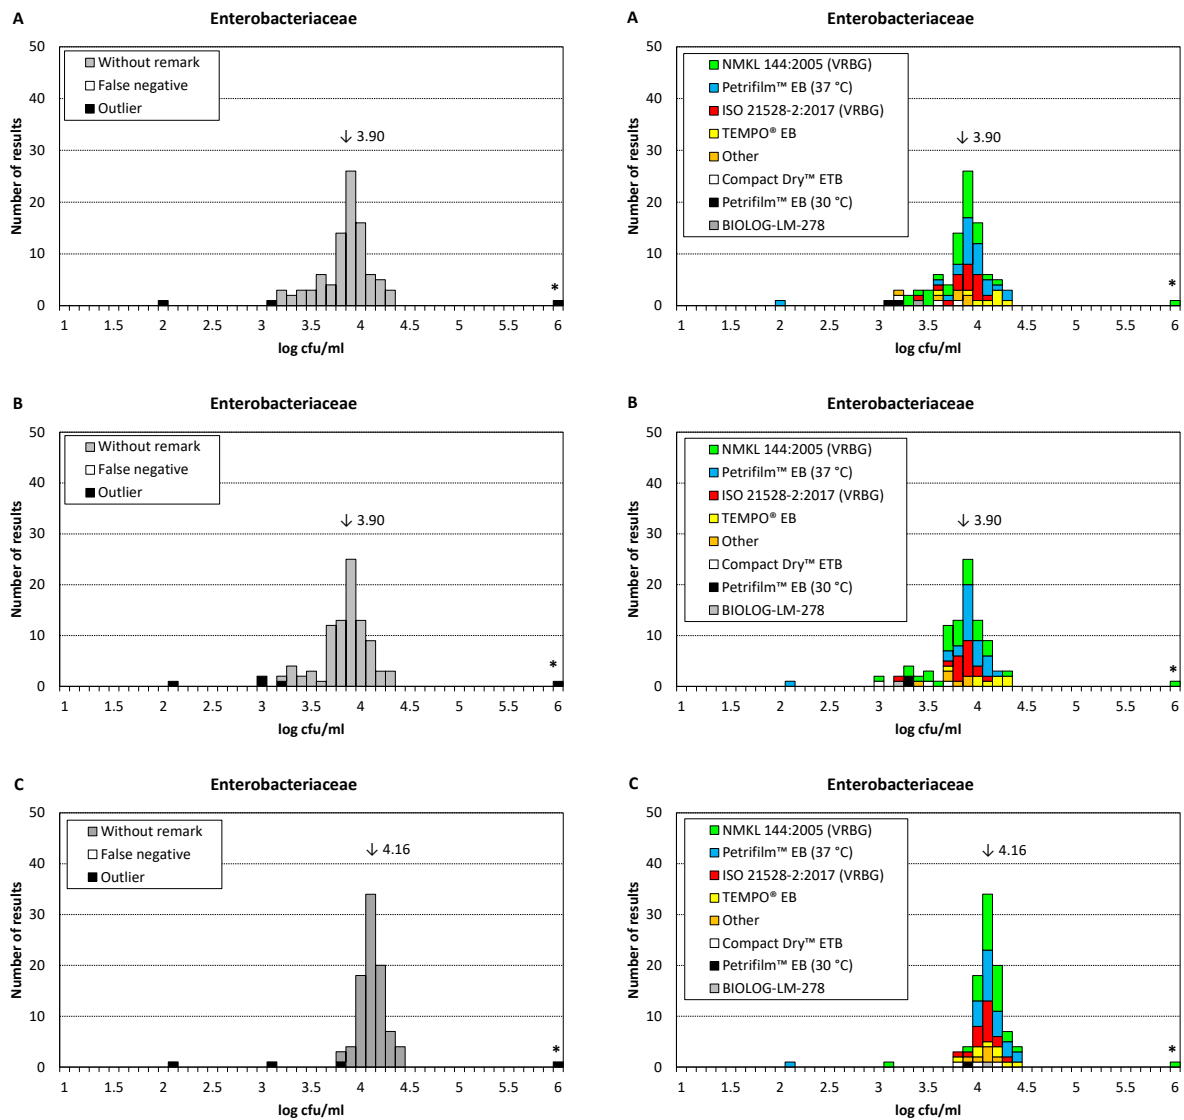 A
Enterobacteriaceae
50
40
30
20
10
0
Number of results
Without remark
False negative
Outlier
↓ 3.90
*
1 1.5 2 2.5 3 3.5 4 4.5 5 5.5 6
log cfu/ml
A
Enterobacteriaceae
50
40
30
20
10
0
Number of results
NMKL 144:2005 (VRBG)
Petrifilm™ EB (37 °C)
ISO 21528-2:2017 (VRBG)
TEMPO® EB
Other
Compact Dry™ ETB
Petrifilm™ EB (30 °C)
BIOLOG-LM-278
↓ 3.90
*
1 1.5 2 2.5 3 3.5 4 4.5 5 5.5 6
log cfu/ml
B
Enterobacteriaceae
50
40
30
20
10
0
Number of results
Without remark
False negative
Outlier
↓ 3.90
*
1 1.5 2 2.5 3 3.5 4 4.5 5 5.5 6
log cfu/ml
B
Enterobacteriaceae
50
40
30
20
10
0
Number of results
NMKL 144:2005 (VRBG)
Petrifilm™ EB (37 °C)
ISO 21528-2:2017 (VRBG)
TEMPO® EB
Other
Compact Dry™ ETB
Petrifilm™ EB (30 °C)
BIOLOG-LM-278
↓ 3.90
*
1 1.5 2 2.5 3 3.5 4 4.5 5 5.5 6
log cfu/ml
C
Enterobacteriaceae
50
40
30
20
10
0
Number of results
Without remark
False negative
Outlier
↓ 4.16
*
1 1.5 2 2.5 3 3.5 4 4.5 5 5.5 6
log cfu/ml
C
Enterobacteriaceae
50
40
30
20
10
0
Number of results
NMKL 144:2005 (VRBG)
Petrifilm™ EB (37 °C)
ISO 21528-2:2017 (VRBG)
TEMPO® EB
Other
Compact Dry™ ETB
Petrifilm™ EB (30 °C)
BIOLOG-LM-278
↓ 4.16
*
1 1.5 2 2.5 3 3.5 4 4.5 5 5.5 6
log cfu/ml